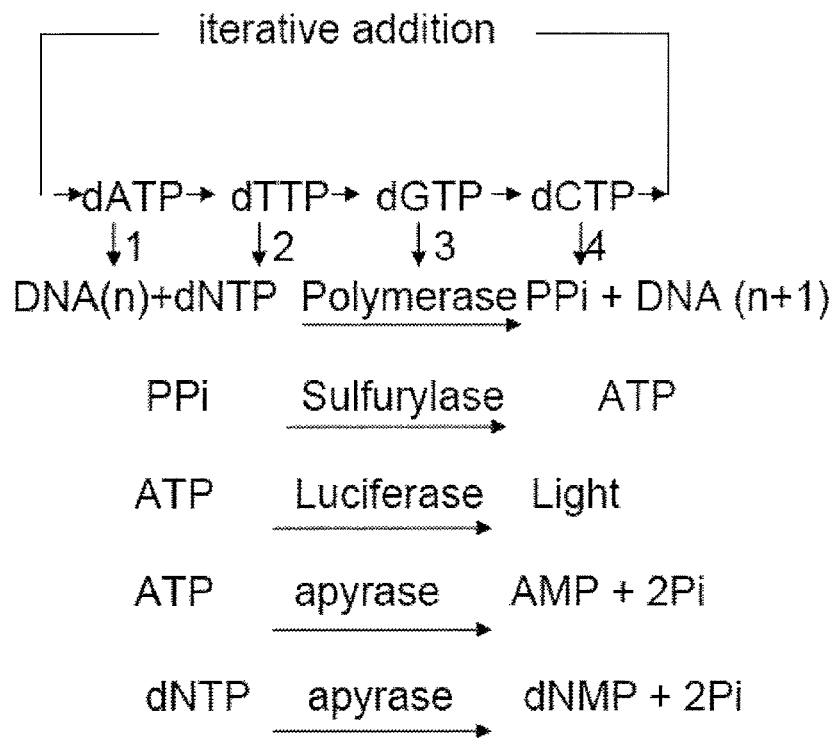 iterative addition
dATP dTTP dGTP dCTP
1 2 3 4
DNA(n)+dNTP Polymerase PPi + DNA (n+1)
PPi Sulfurylase ATP
ATP Luciferase Light
ATP apyrase AMP + 2Pi
dNTP apyrase dNMP + 2Pi